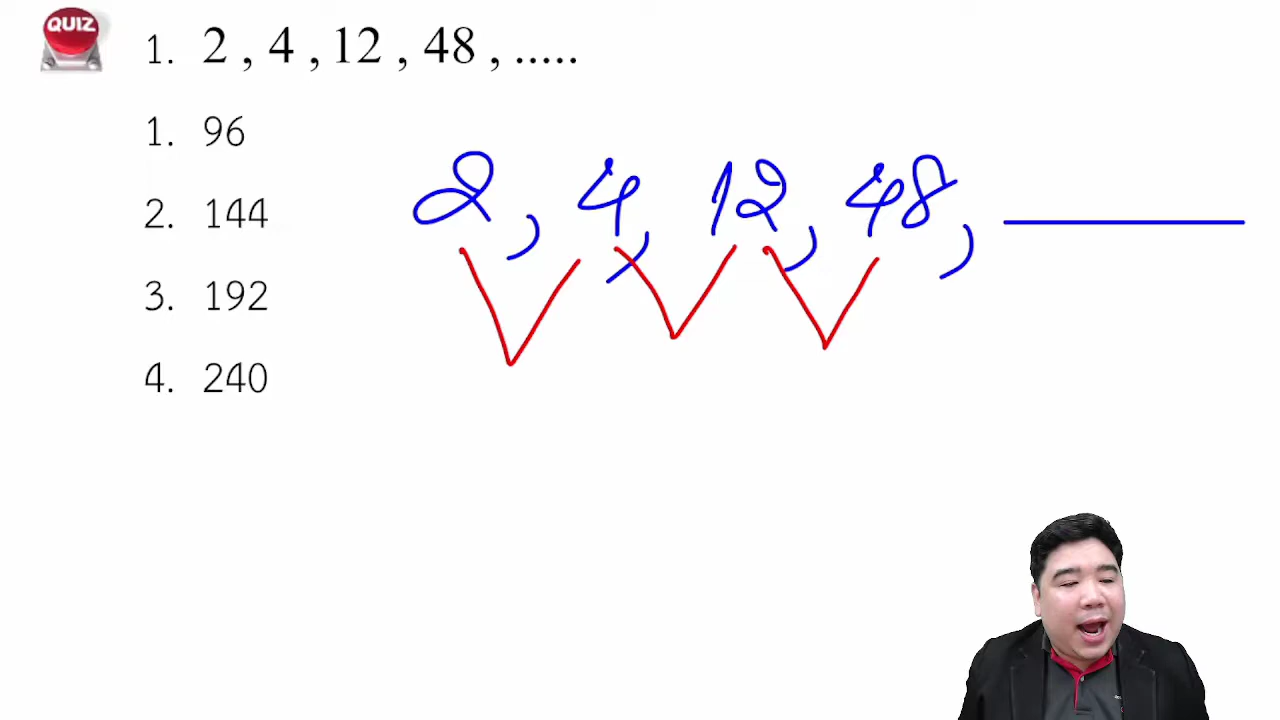 QUIZ
1. 2 , 4 , 12 , 48 , .....
1. 96
2. 144
3. 192
4. 240
2, 4, 12, 48,